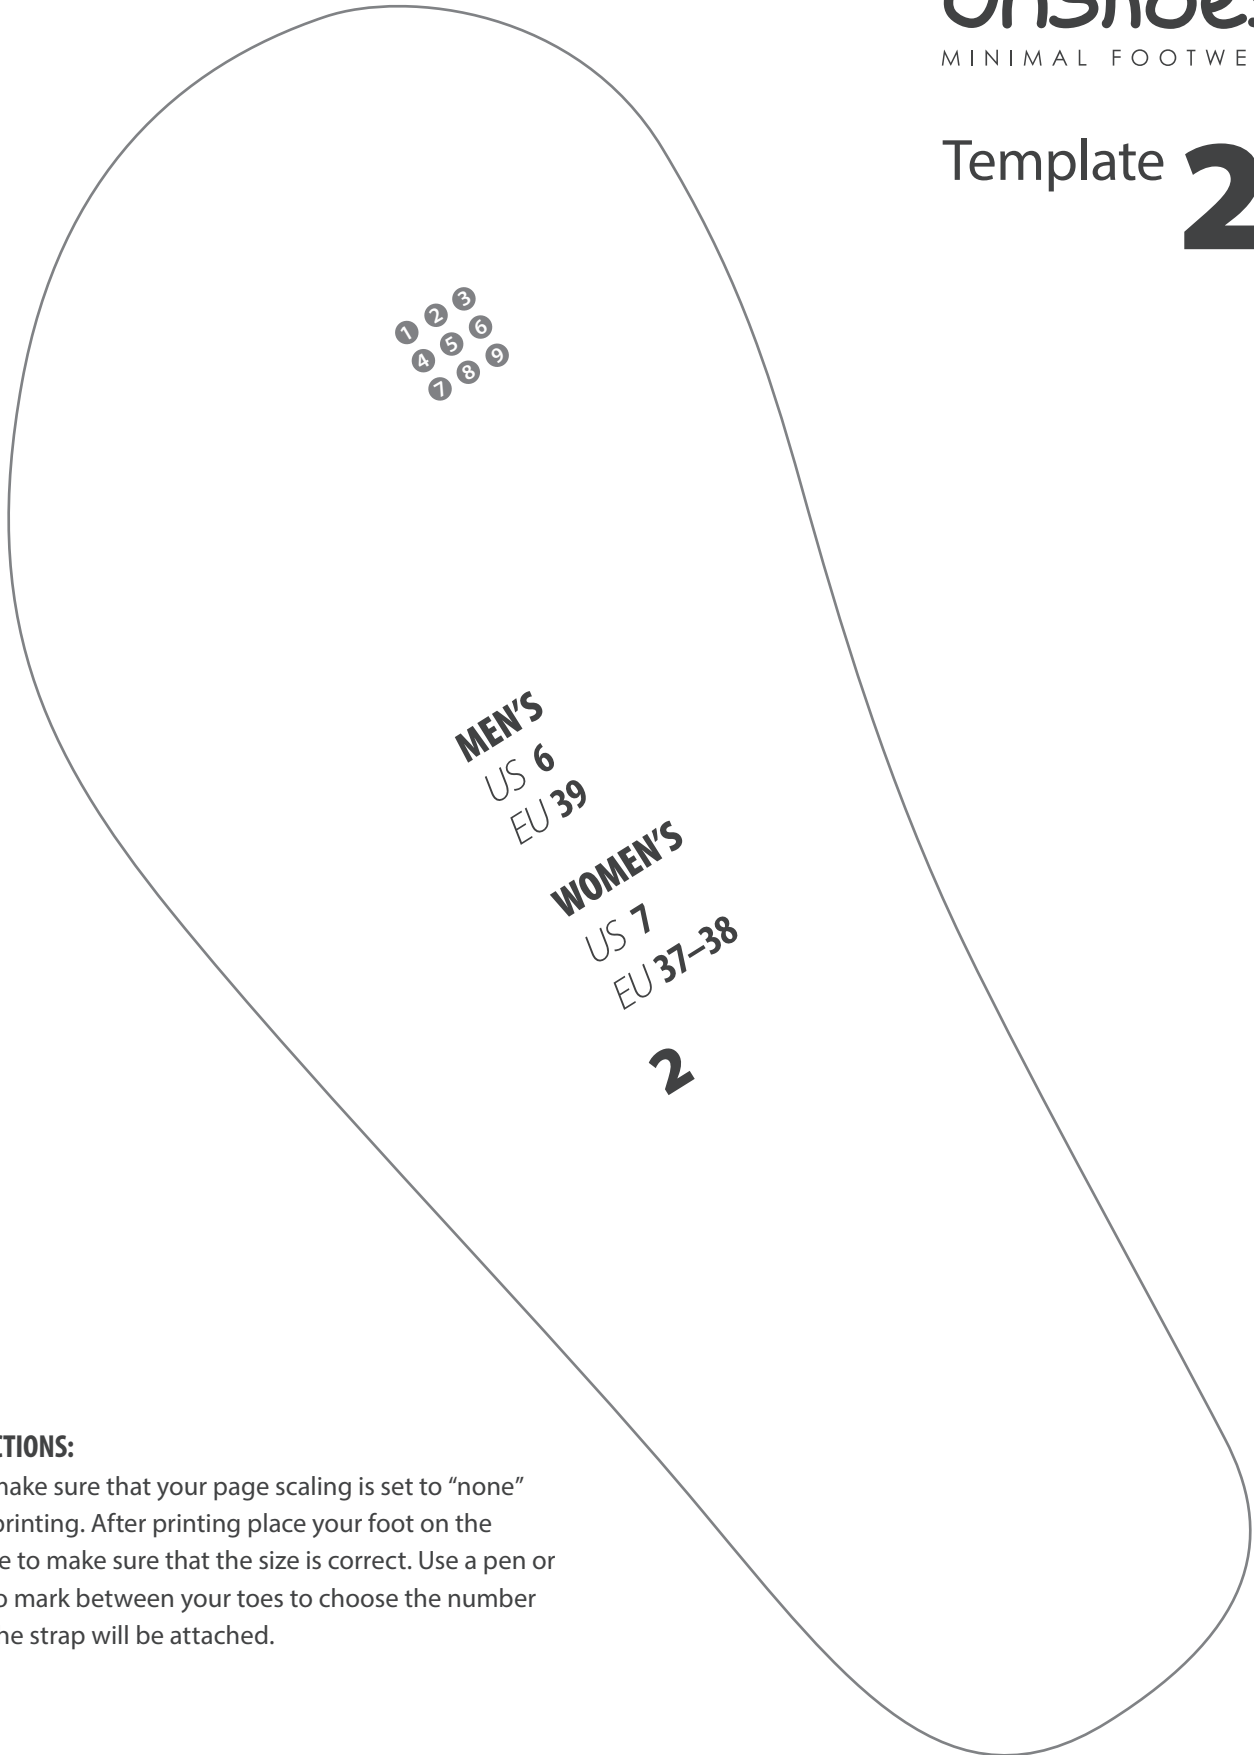 UnShoes
MINIMAL FOOTWE
Template 2
1 2 3
4 5 6
7 8 9
MEN'S
US 6
EU 39
WOMEN'S
US 7
EU 37–38
2
CTIONS:
make sure that your page scaling is set to “none”
printing. After printing place your foot on the
e to make sure that the size is correct. Use a pen or
o mark between your toes to choose the number
he strap will be attached.